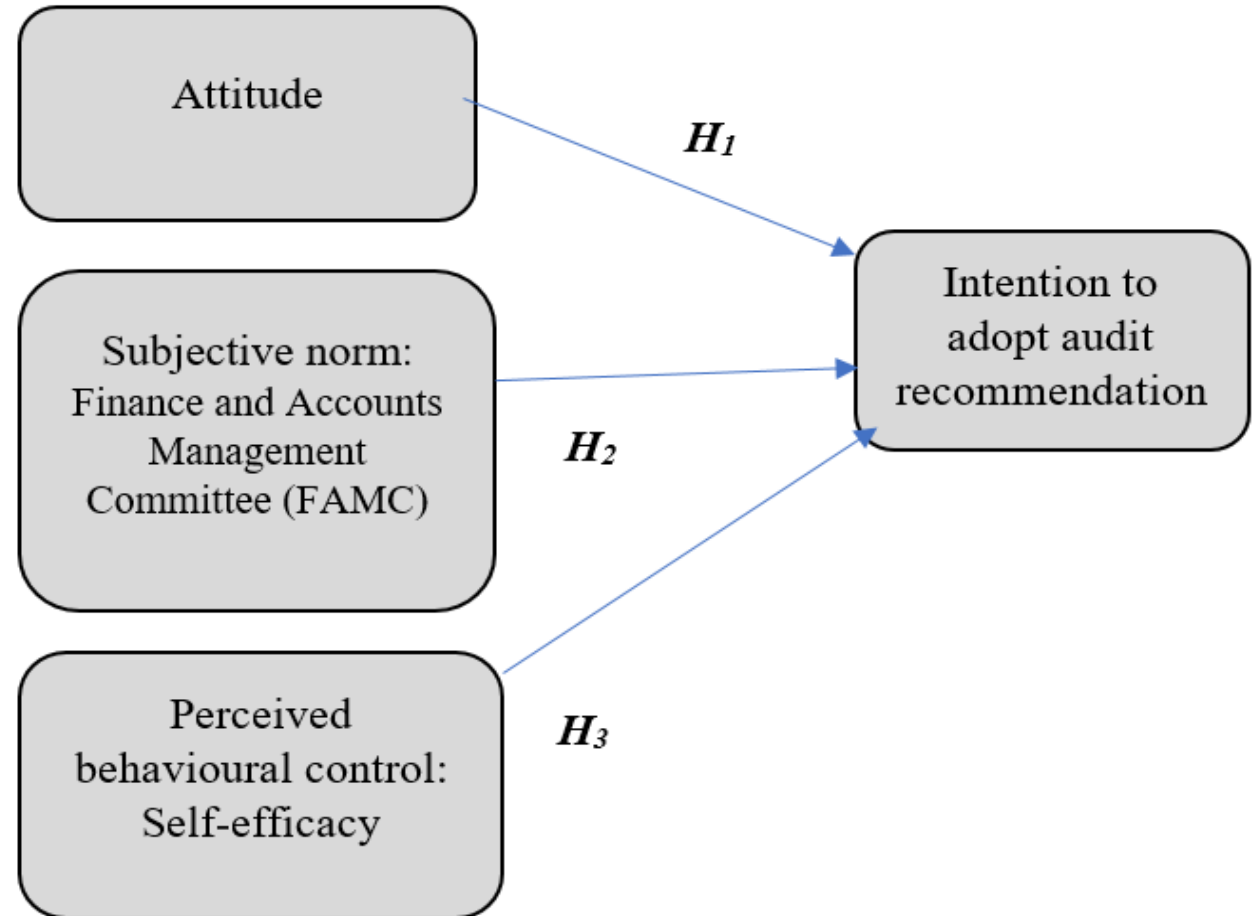 Attitude
H1
Intention to
adopt audit
recommendation
Subjective norm:
Finance and Accounts
Management
Committee (FAMC)
H2
Perceived
behavioural control:
Self-efficacy
H3